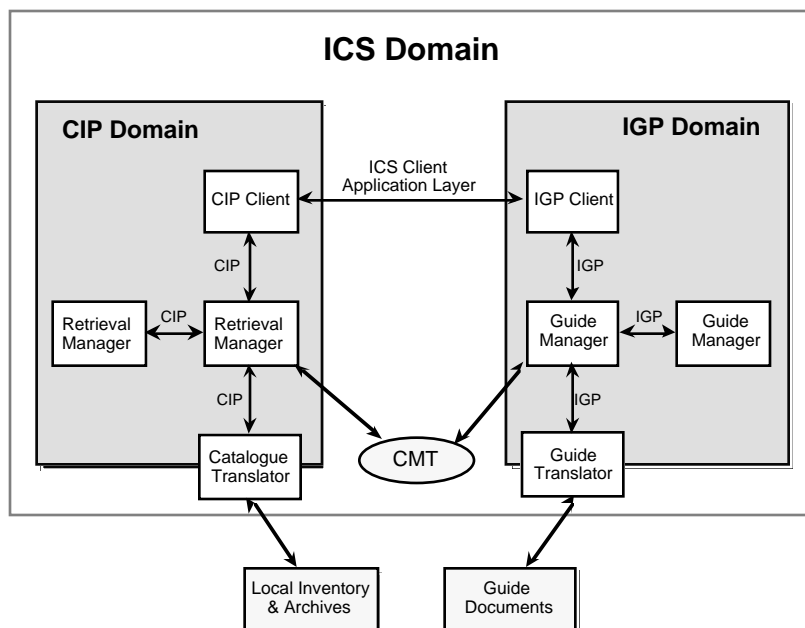 ICS Domain
CIP Domain
IGP Domain
ICS Client
Application Layer
CIP Client
IGP Client
CIP
IGP
Retrieval
Manager
CIP
Retrieval
Manager
Guide
Manager
IGP
Guide
Manager
CIP
IGP
Catalogue
Translator
CMT
Guide
Translator
Local Inventory
& Archives
Guide
Documents